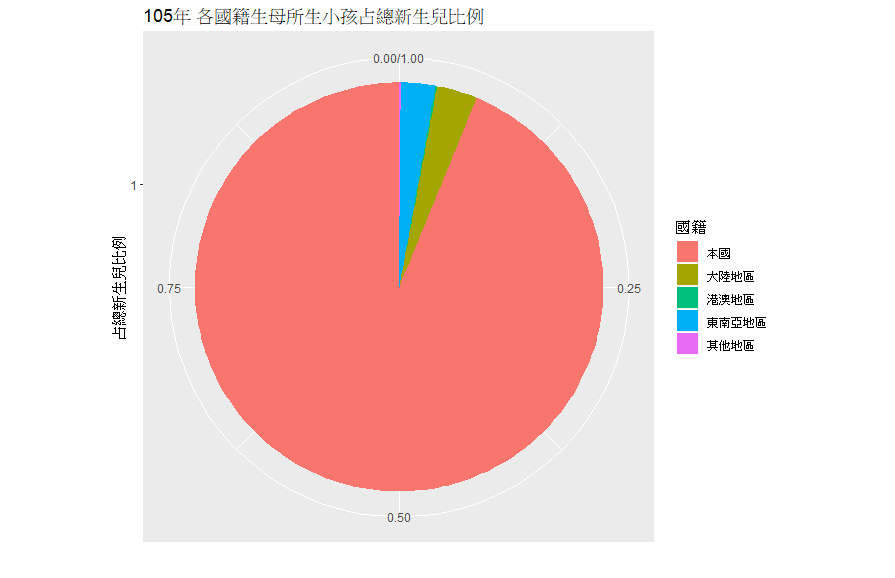 105年 各國籍生母所生小孩占總新生兒比例
0.00/1.00
1
0.75
0.25
0.50
占總新生兒比例
國籍
本國
大陸地區
港澳地區
東南亞地區
其他地區